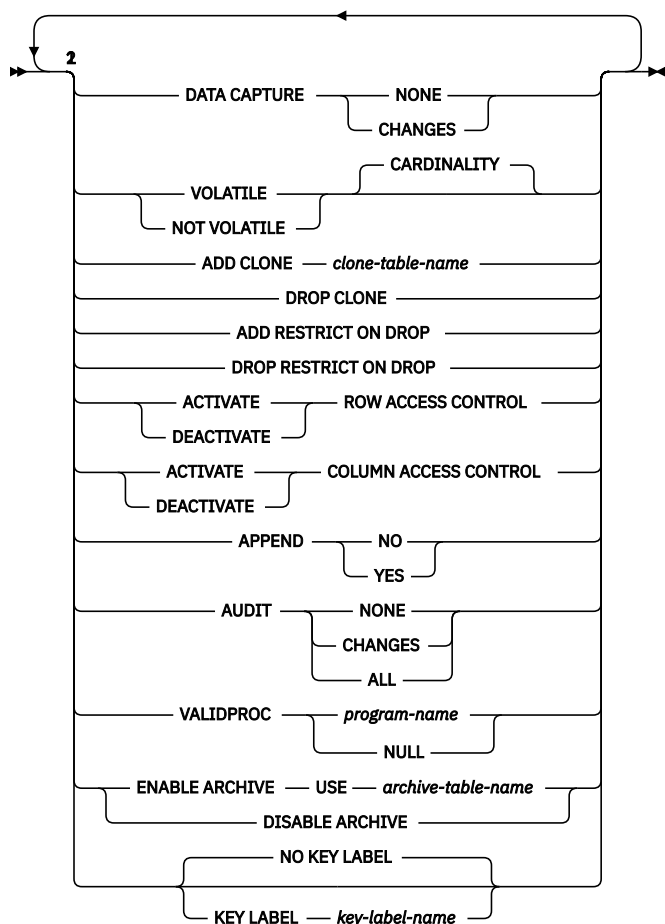 2
DATA CAPTURE NONE
CHANGES
CARDINALITY
VOLATILE
NOT VOLATILE
ADD CLONE clone-table-name
DROP CLONE
ADD RESTRICT ON DROP
DROP RESTRICT ON DROP
ACTIVATE ROW ACCESS CONTROL
DEACTIVATE
ACTIVATE COLUMN ACCESS CONTROL
DEACTIVATE
APPEND NO
YES
AUDIT NONE
CHANGES
ALL
VALIDPROC program-name
NULL
ENABLE ARCHIVE USE archive-table-name
DISABLE ARCHIVE
NO KEY LABEL
KEY LABEL key-label-name